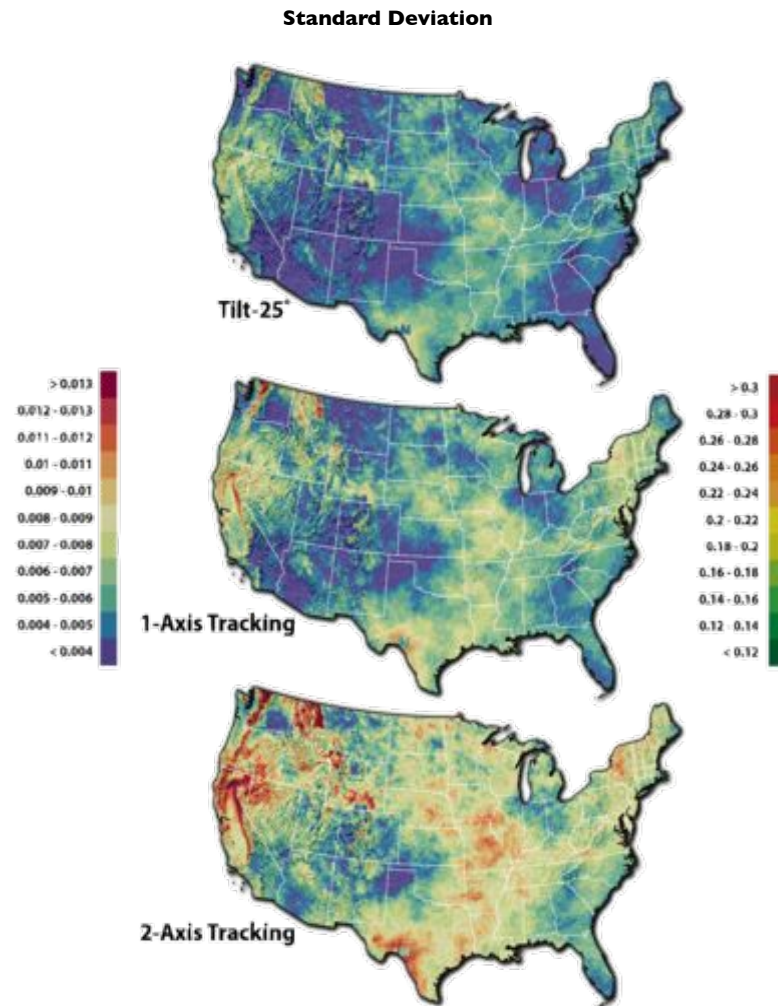 Standard Deviation
Tilt-25°
> 0.013
0.012 - 0.013
0.011 - 0.012
0.01 - 0.011
0.009 - 0.01
0.008 - 0.009
0.007 - 0.008
0.006 - 0.007
0.005 - 0.006
0.004 - 0.005
< 0.004
> 0.3
0.28 - 0.3
0.26 - 0.28
0.24 - 0.26
0.22 - 0.24
0.2 - 0.22
0.18 - 0.2
0.16 - 0.18
0.14 - 0.16
0.12 - 0.14
< 0.12
1-Axis Tracking
2-Axis Tracking